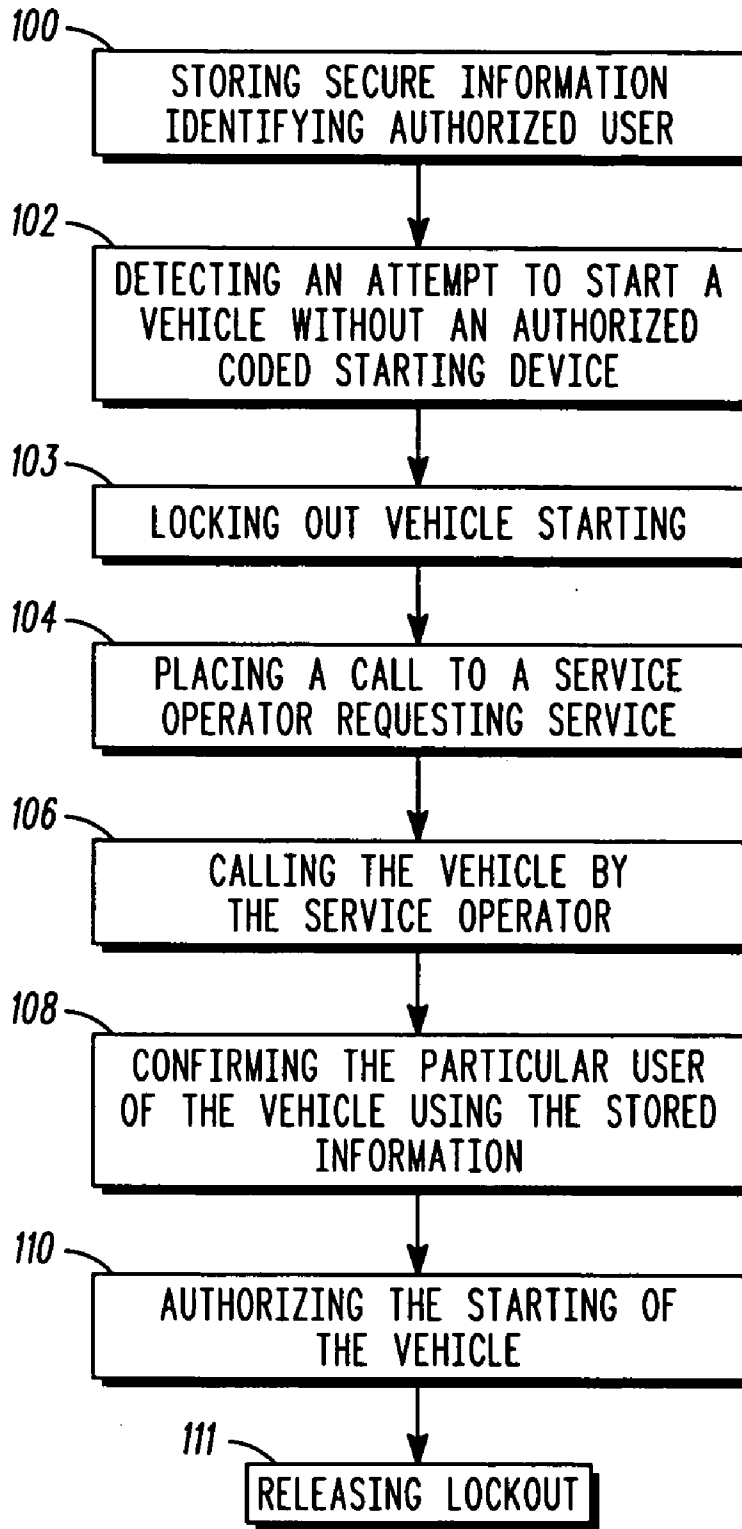 100
STORING SECURE INFORMATION
IDENTIFYING AUTHORIZED USER
102
DETECTING AN ATTEMPT TO START A
VEHICLE WITHOUT AN AUTHORIZED
CODED STARTING DEVICE
103
LOCKING OUT VEHICLE STARTING
104
PLACING A CALL TO A SERVICE
OPERATOR REQUESTING SERVICE
106
CALLING THE VEHICLE BY
THE SERVICE OPERATOR
108
CONFIRMING THE PARTICULAR USER
OF THE VEHICLE USING THE STORED
INFORMATION
110
AUTHORIZING THE STARTING OF
THE VEHICLE
111
RELEASING LOCKOUT